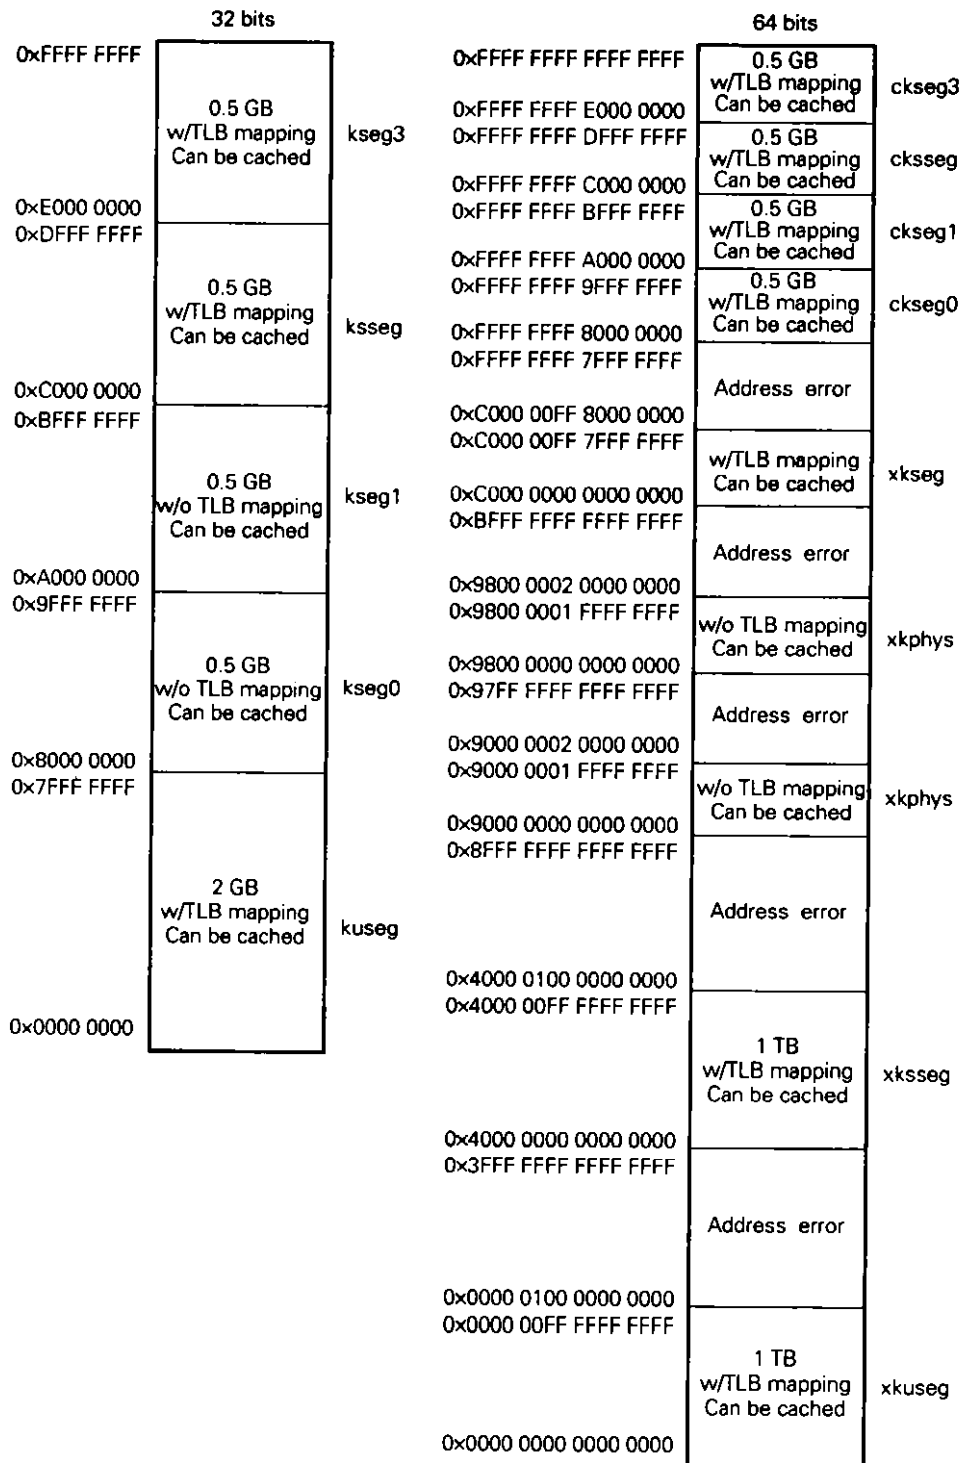 32 bits
0xFFFF FFFF
0.5 GB
w/TLB mapping
Can be cached
kseg3
0xE000 0000
0xDFFF FFFF
0.5 GB
w/TLB mapping
Can be cached
ksseg
0xC000 0000
0xBFFF FFFF
0.5 GB
w/o TLB mapping
Can be cached
kseg1
0xA000 0000
0x9FFF FFFF
0.5 GB
w/o TLB mapping
Can be cached
kseg0
0x8000 0000
0x7FFF FFFF
2 GB
w/TLB mapping
Can be cached
kuseg
0x0000 0000
64 bits
0xFFFF FFFF FFFF FFFF
0.5 GB
w/TLB mapping
Can be cached
ckseg3
0xFFFF FFFF E000 0000
0xFFFF FFFF DFFF FFFF
0.5 GB
w/TLB mapping
Can be cached
cksseg
0xFFFF FFFF C000 0000
0xFFFF FFFF BFFF FFFF
0.5 GB
w/TLB mapping
Can be cached
ckseg1
0xFFFF FFFF A000 0000
0xFFFF FFFF 9FFF FFFF
0.5 GB
w/TLB mapping
Can be cached
ckseg0
0xFFFF FFFF 8000 0000
0xFFFF FFFF 7FFF FFFF
Address error
0xC000 00FF 8000 0000
0xC000 00FF 7FFF FFFF
w/TLB mapping
Can be cached
xkseg
0xC000 0000 0000 0000
0xBFFF FFFF FFFF FFFF
Address error
0x9800 0002 0000 0000
0x9800 0001 FFFF FFFF
w/o TLB mapping
Can be cached
xkphys
0x9800 0000 0000 0000
0x97FF FFFF FFFF FFFF
Address error
0x9000 0002 0000 0000
0x9000 0001 FFFF FFFF
w/o TLB mapping
Can be cached
xkphys
0x9000 0000 0000 0000
0x8FFF FFFF FFFF FFFF
Address error
0x4000 0100 0000 0000
0x4000 00FF FFFF FFFF
1 TB
w/TLB mapping
Can be cached
xksseg
0x4000 0000 0000 0000
0x3FFF FFFF FFFF FFFF
Address error
0x0000 0100 0000 0000
0x0000 00FF FFFF FFFF
1 TB
w/TLB mapping
Can be cached
xkuseg
0x0000 0000 0000 0000